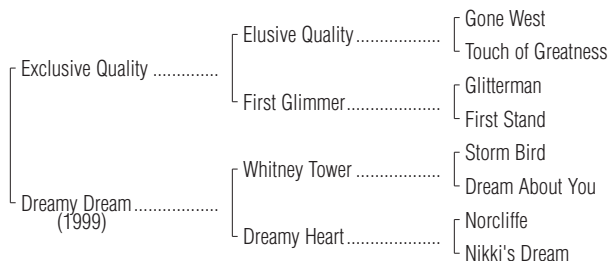 Gone West
Elusive Quality ..................
Touch of Greatness
Exclusive Quality ..............
Glitterman
First Glimmer....................
First Stand
Storm Bird
Whitney Tower ..................
Dream About You
Dreamy Dream..................
(1999)
Norcliffe
Dreamy Heart....................
Nikki's Dream